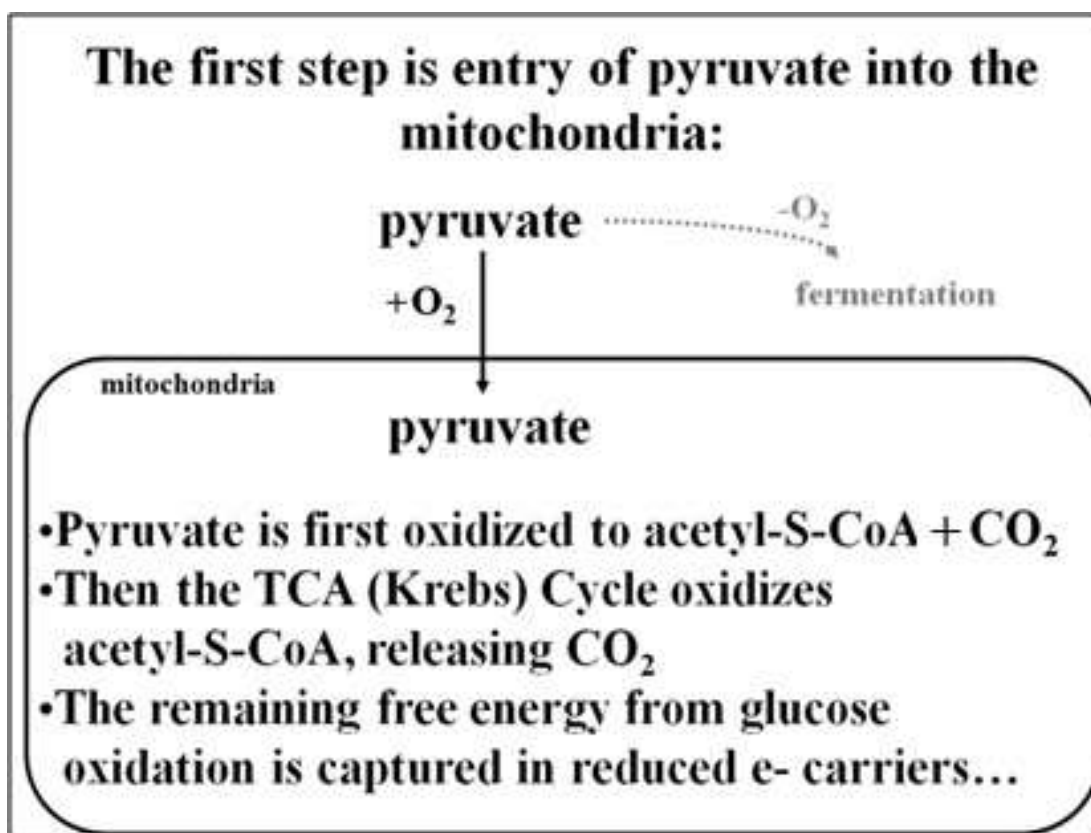 The first step is entry of pyruvate into the
mitochondria:
pyruvate
-O₂
fermentation
+O₂
mitochondria
pyruvate
•Pyruvate is first oxidized to acetyl-S-CoA + CO₂
•Then the TCA (Krebs) Cycle oxidizes
acetyl-S-CoA, releasing CO₂
•The remaining free energy from glucose
oxidation is captured in reduced e- carriers…